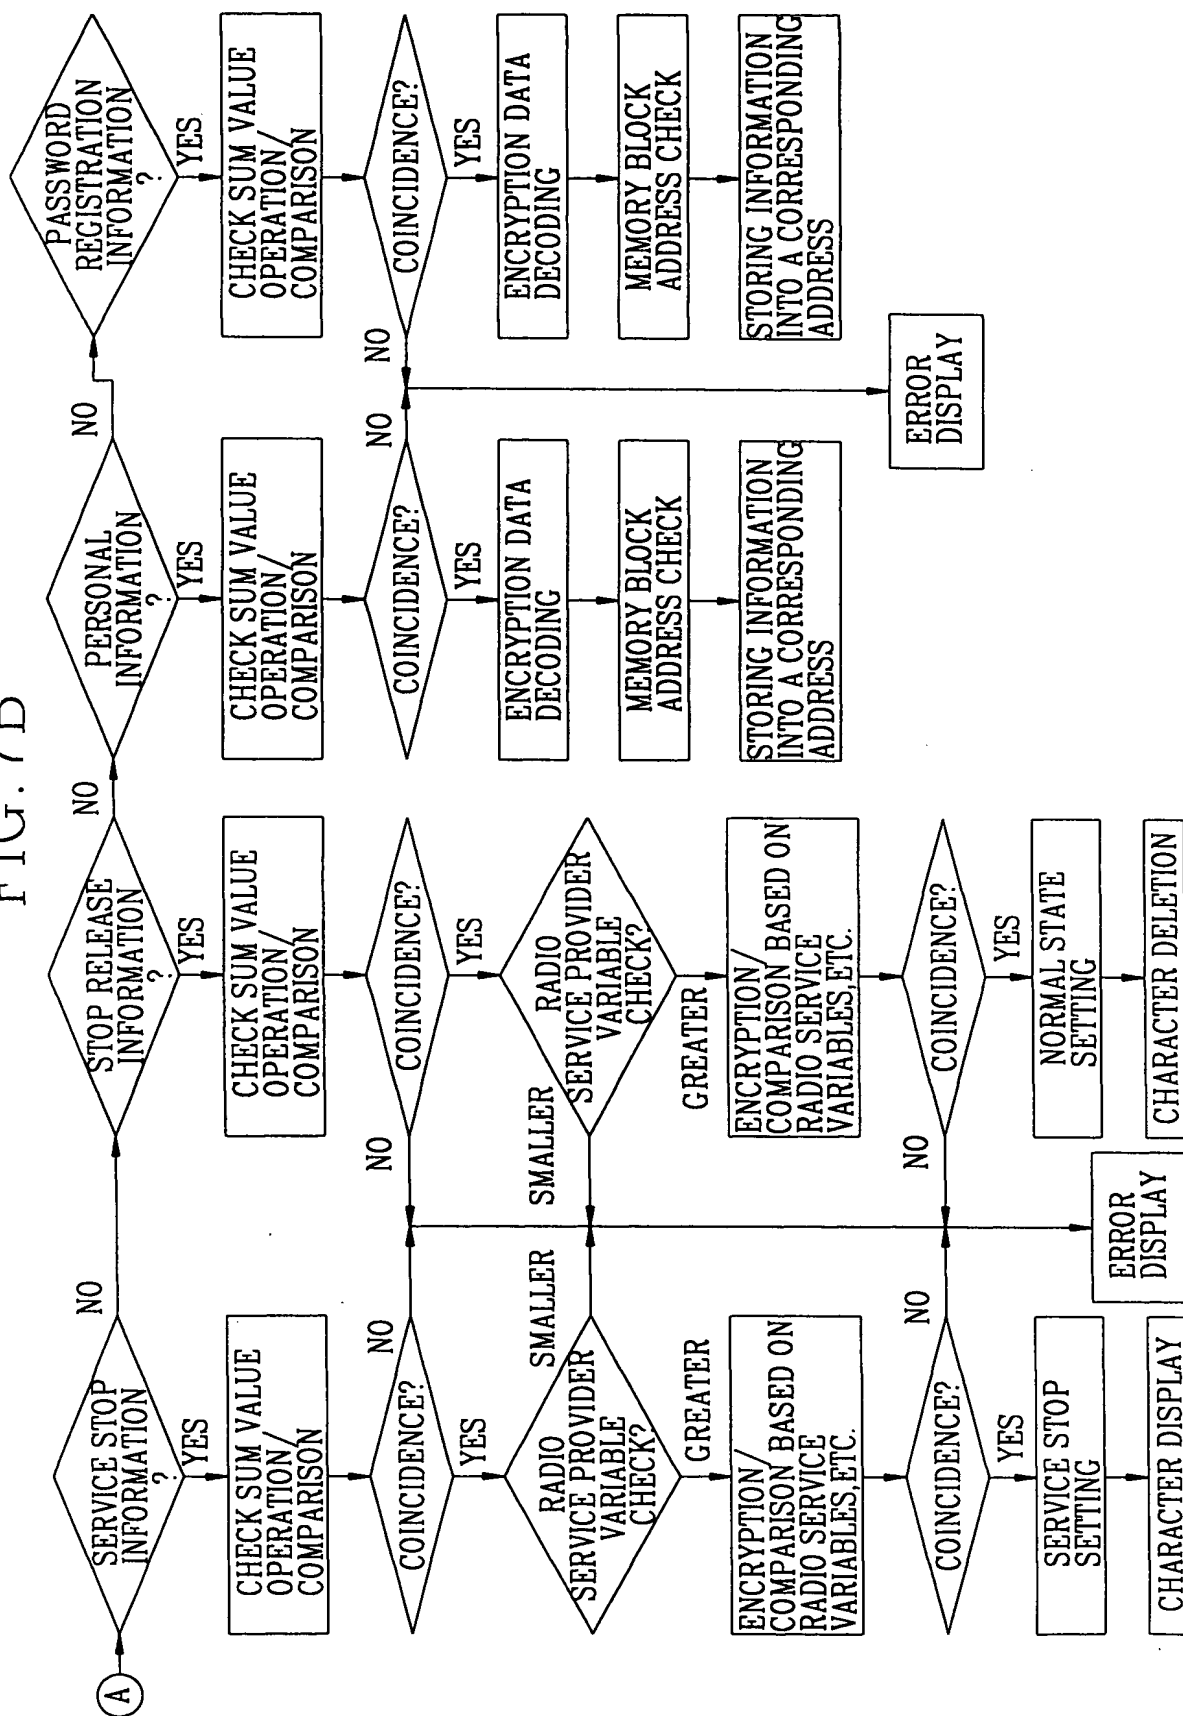 FIG. 7B
A
SERVICE STOP
INFORMATION
?
NO
YES
CHECK SUM VALUE
OPERATION/
COMPARISON
COINCIDENCE?
NO
YES
RADIO
SERVICE PROVIDER
VARIABLE
CHECK?
SMALLER
GREATER
ENCRYPTION/
COMPARISON BASED ON
RADIO SERVICE
VARIABLES,ETC.
COINCIDENCE?
NO
YES
SERVICE STOP
SETTING
CHARACTER DISPLAY
STOP RELEASE
INFORMATION
?
NO
YES
CHECK SUM VALUE
OPERATION/
COMPARISON
COINCIDENCE?
NO
YES
RADIO
SERVICE PROVIDER
VARIABLE
CHECK?
SMALLER
GREATER
ENCRYPTION/
COMPARISON BASED ON
RADIO SERVICE
VARIABLES,ETC.
COINCIDENCE?
NO
YES
NORMAL STATE
SETTING
CHARACTER DELETION
ERROR
DISPLAY
PERSONAL
INFORMATION
?
NO
YES
CHECK SUM VALUE
OPERATION/
COMPARISON
COINCIDENCE?
NO
YES
ENCRYPTION DATA
DECODING
MEMORY BLOCK
ADDRESS CHECK
STORING INFORMATION
INTO A CORRESPONDING
ADDRESS
PASSWORD
REGISTRATION
INFORMATION
?
YES
CHECK SUM VALUE
OPERATION/
COMPARISON
COINCIDENCE?
NO
YES
ENCRYPTION DATA
DECODING
MEMORY BLOCK
ADDRESS CHECK
STORING INFORMATION
INTO A CORRESPONDING
ADDRESS
ERROR
DISPLAY